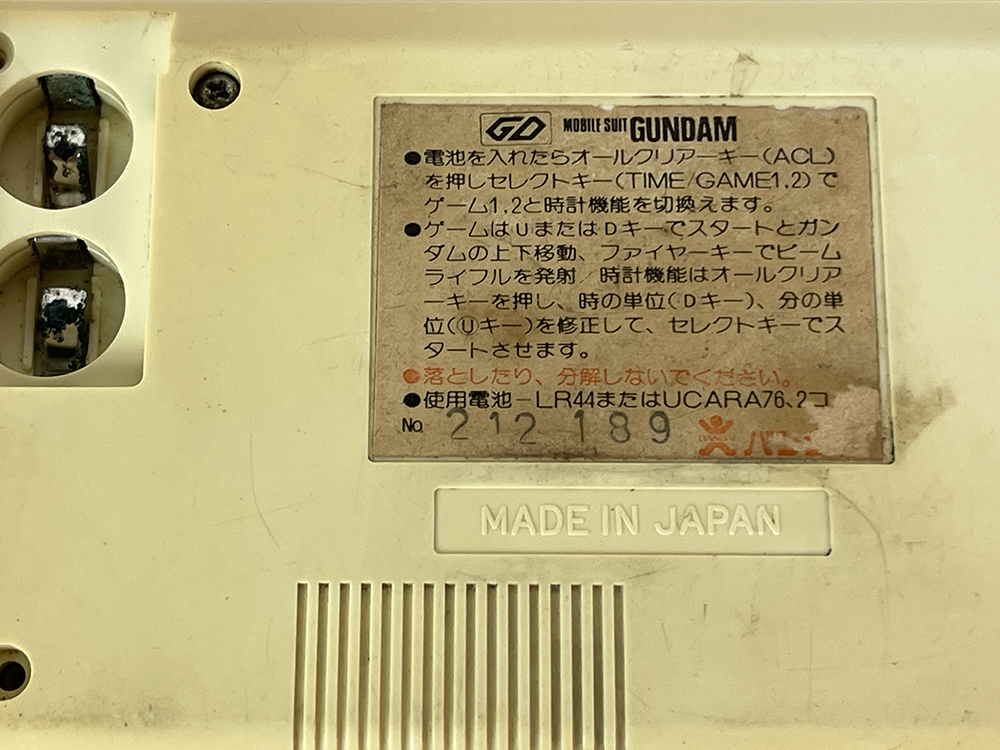 GD MOBILE SUIT GUNDAM
●電池を入れたらオールクリアーキー(ACL)
を押しセレクトキー(TIME/GAME1,2)で
ゲーム1,2と時計機能を切換えます。
●ゲームはUまたはDキーでスタートとガン
ダムの上下移動、ファイヤーキーでビーム
ライフルを発射/時計機能はオールクリア
ーキーを押し、時の単位(Dキー)、分の単
位(Ⓤキー)を修正して、セレクトキーでス
タートさせます。
●落としたり、分解しないでください。
●使用電池-LR44またはUCARA76、2コ
No. 212189 BANDAI バンダイ
MADE IN JAPAN